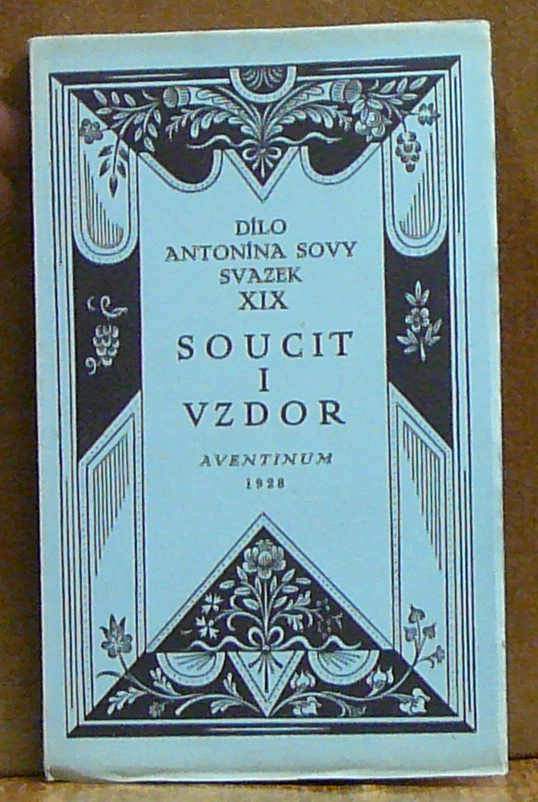 DÍLO
ANTONÍNA SOVY
SVAZEK
XIX
SOUCIT
I
VZDOR
AVENTINUM
1928